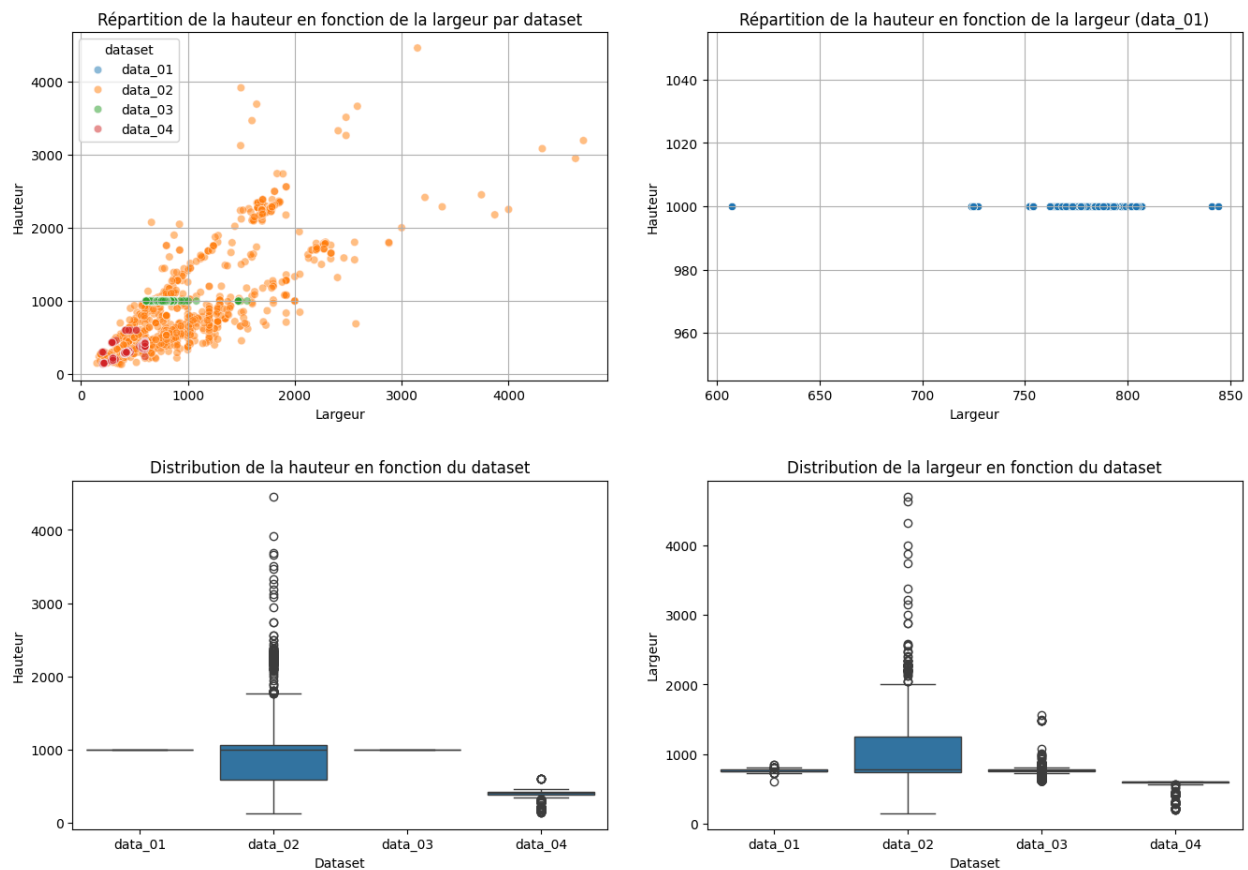 Répartition de la hauteur en fonction de la largeur par dataset
Hauteur
4000
3000
2000
1000
0
dataset
data_01
data_02
data_03
data_04
0 1000 2000 3000 4000
Largeur
Répartition de la hauteur en fonction de la largeur (data_01)
Hauteur
1040
1020
1000
980
960
600 650 700 750 800 850
Largeur
Distribution de la hauteur en fonction du dataset
Hauteur
4000
3000
2000
1000
0
data_01 data_02 data_03 data_04
Dataset
Distribution de la largeur en fonction du dataset
Largeur
4000
3000
2000
1000
0
data_01 data_02 data_03 data_04
Dataset